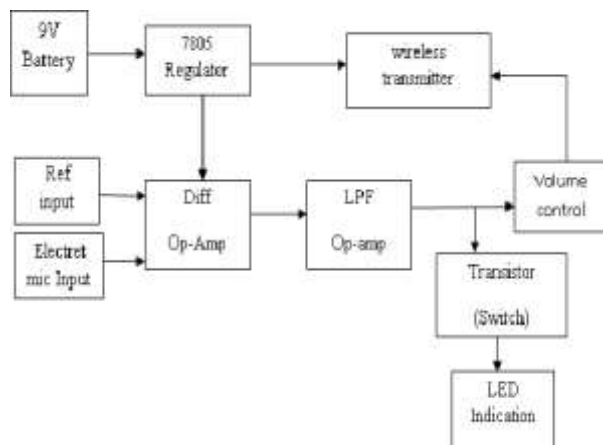 9V
Battery
7805
Regulator
wireless
transmitter
Ref
input
Diff
Op-Amp
LPF
Op-amp
Volume
control
Electret
mic Input
Transistor
(Switch)
LED
Indication